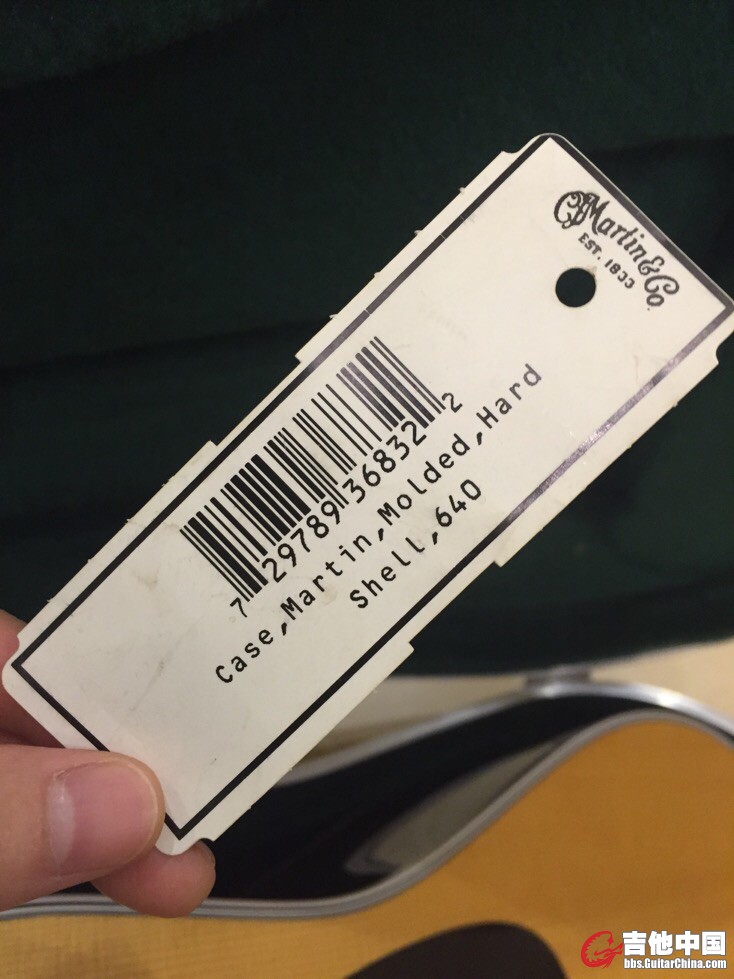 CFMartin&Co.
EST. 1833
7 29789 36832 2
Case,Martin,Molded,Hard
Shell,640
吉他中国
bbs.GuitarChina.com